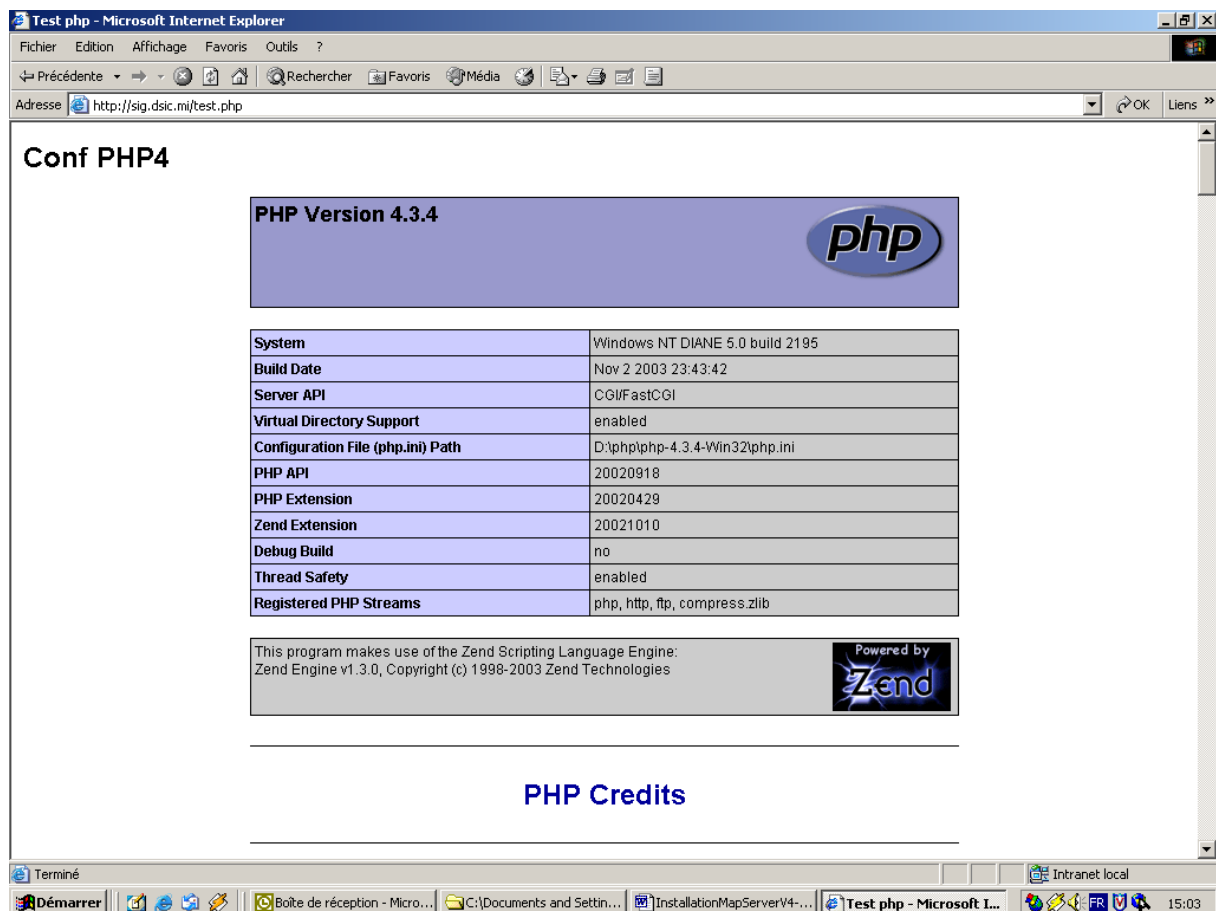 Test php - Microsoft Internet Explorer
Fichier Edition Affichage Favoris Outils ?
Précédente Rechercher Favoris Média
Adresse http://sig.dsic.mi/test.php OK Liens »
Conf PHP4
PHP Version 4.3.4
php
System Windows NT DIANE 5.0 build 2195
Build Date Nov 2 2003 23:43:42
Server API CGI/FastCGI
Virtual Directory Support enabled
Configuration File (php.ini) Path D:\php\php-4.3.4-Win32\php.ini
PHP API 20020918
PHP Extension 20020429
Zend Extension 20021010
Debug Build no
Thread Safety enabled
Registered PHP Streams php, http, ftp, compress.zlib
This program makes use of the Zend Scripting Language Engine:
Zend Engine v1.3.0, Copyright (c) 1998-2003 Zend Technologies
Powered by
Zend
PHP Credits
Terminé Intranet local
Démarrer Boîte de réception - Micro... C:\Documents and Settin... InstallationMapServerV4-... Test php - Microsoft I... FR 15:03